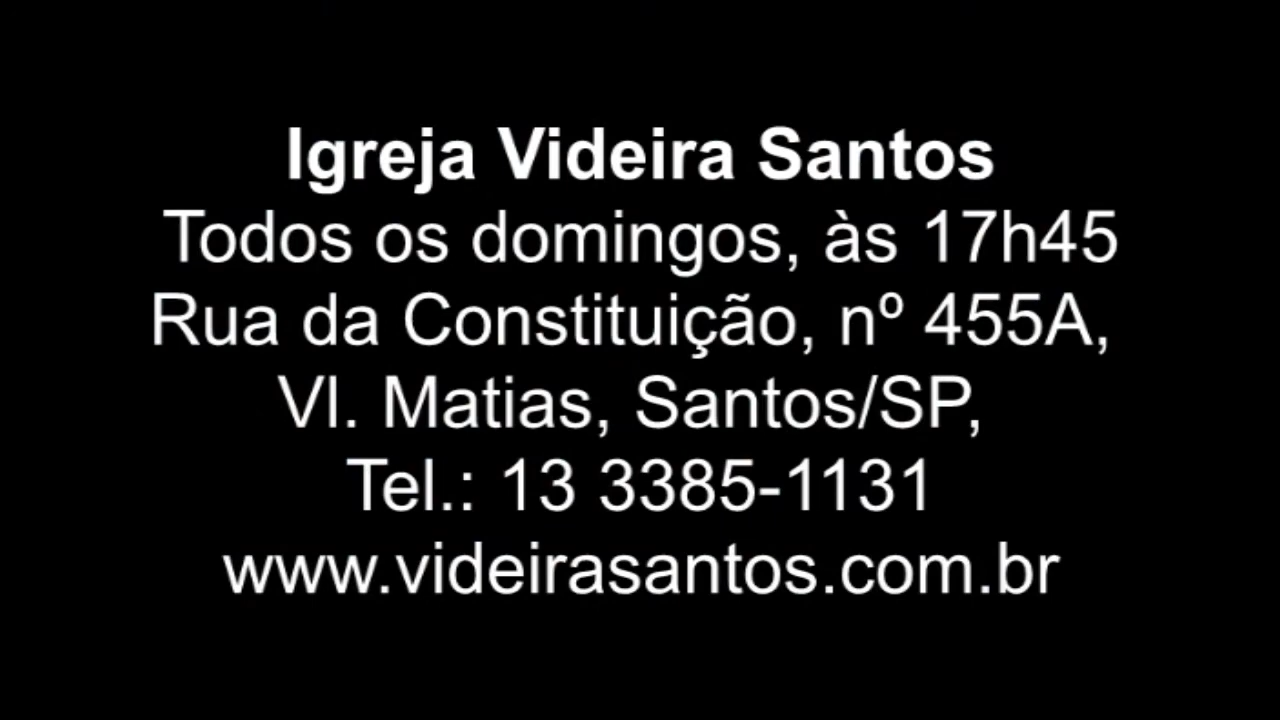 Igreja Videira Santos
Todos os domingos, às 17h45
Rua da Constituição, nº 455A,
Vl. Matias, Santos/SP,
Tel.: 13 3385-1131
www.videirasantos.com.br